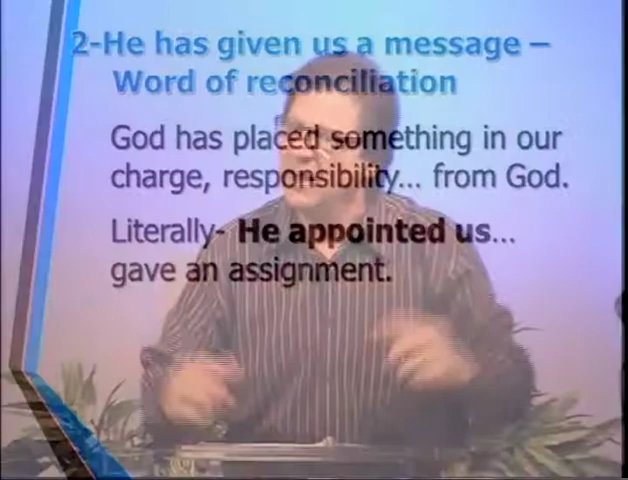 2-He has given us a message –
Word of reconciliation
God has placed something in our
charge, responsibility... from God.
Literally- He appointed us...
gave an assignment.